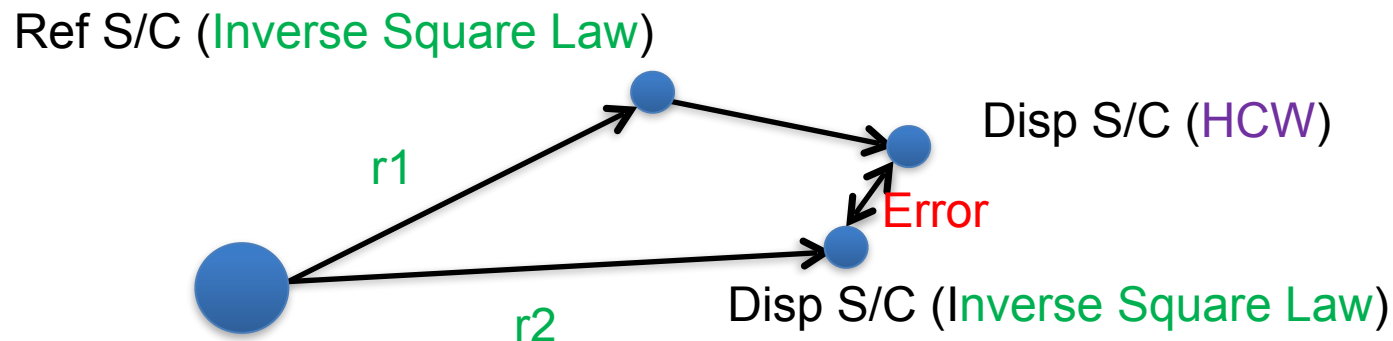 Ref S/C (Inverse Square Law)
Disp S/C (HCW)
r1
Error
r2
Disp S/C (Inverse Square Law)